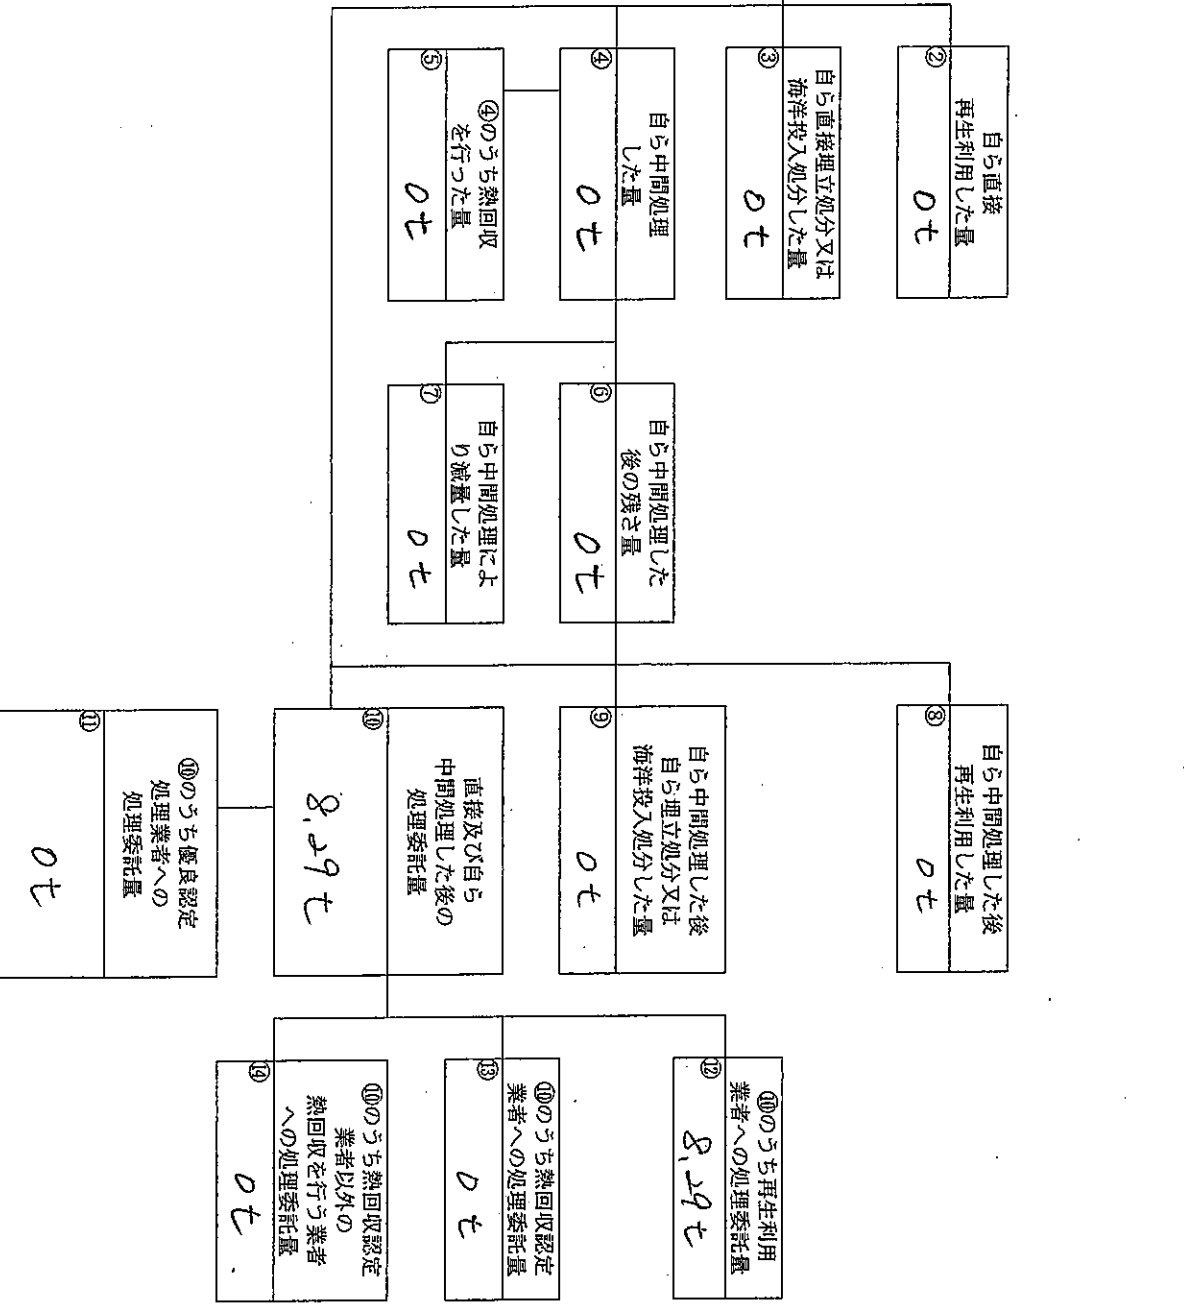 ②
自ら直接
再生利用した量
0t
③
自ら直接埋立処分又は
海洋投入処分した量
0t
④
自ら中間処理
した量
0t
⑤
④のうち熱回収
を行った量
0t
⑥
自ら中間処理した
後の残さ量
0t
⑦
自ら中間処理によ
り減量した量
0t
⑧
自ら中間処理した後
再生利用した量
0t
⑨
自ら中間処理した後
自ら埋立処分又は
海洋投入処分した量
0t
⑩
直接及び自ら
中間処理した後の
処理委託量
8.29t
⑪
⑩のうち優良認定
処理業者への
処理委託量
0t
⑫
⑩のうち再生利用
業者への処理委託量
8.29t
⑬
⑩のうち熱回収認定
業者への処理委託量
0t
⑭
⑩のうち熱回収認定
業者以外の
熱回収を行う業者
への処理委託量
0t